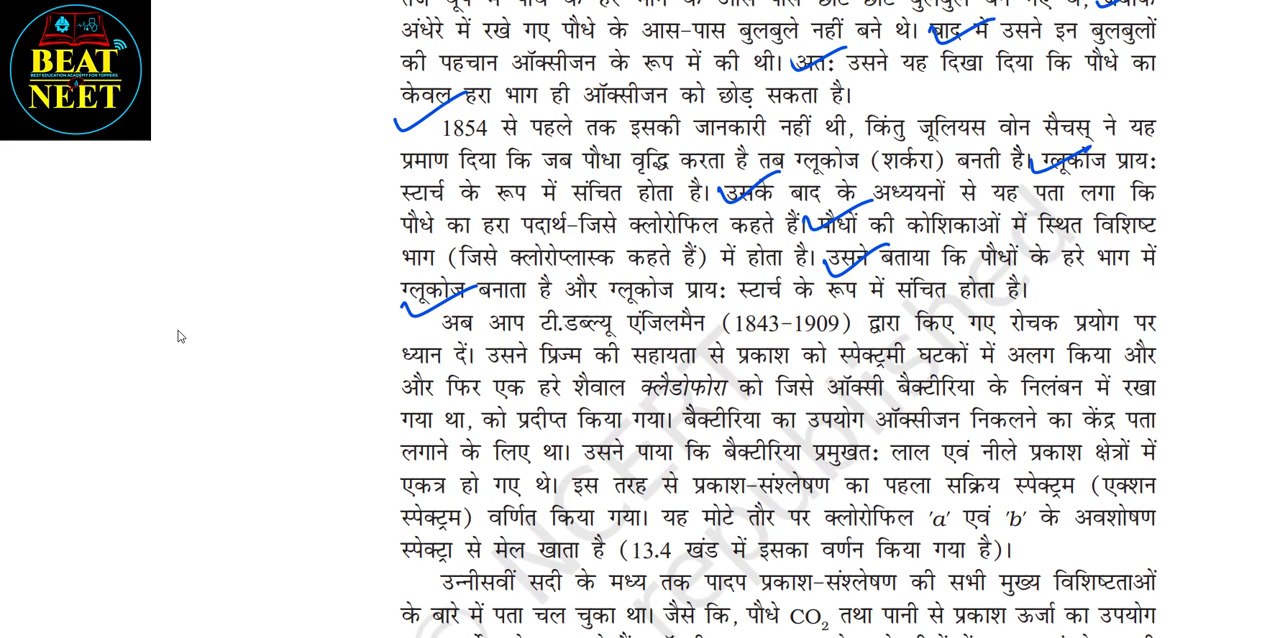 BEAT
BEST EDUCATION ACADEMY FOR TOPPERS
NEET
अंधेरे में रखे गए पौधे के आस-पास बुलबुले नहीं बने थे। बाद में उसने इन बुलबुलों
की पहचान ऑक्सीजन के रूप में की थी। अत: उसने यह दिखा दिया कि पौधे का
केवल हरा भाग ही ऑक्सीजन को छोड़ सकता है।
1854 से पहले तक इसकी जानकारी नहीं थी, किंतु जूलियस वोन सैचस् ने यह
प्रमाण दिया कि जब पौधा वृद्धि करता है तब ग्लूकोज (शर्करा) बनती है। ग्लूकोज प्राय:
स्टार्च के रूप में संचित होता है। उसके बाद के अध्ययनों से यह पता लगा कि
पौधे का हरा पदार्थ-जिसे क्लोरोफिल कहते हैं। पौधों की कोशिकाओं में स्थित विशिष्ट
भाग (जिसे क्लोरोप्लास्क कहते हैं) में होता है। उसने बताया कि पौधों के हरे भाग में
ग्लूकोज बनाता है और ग्लूकोज प्राय: स्टार्च के रूप में संचित होता है।
अब आप टी.डब्ल्यू एंजिलमैन (1843-1909) द्वारा किए गए रोचक प्रयोग पर
ध्यान दें। उसने प्रिज्म की सहायता से प्रकाश को स्पेक्ट्रमी घटकों में अलग किया और
और फिर एक हरे शैवाल क्लैडोफोरा को जिसे ऑक्सी बैक्टीरिया के निलंबन में रखा
गया था, को प्रदीप्त किया गया। बैक्टीरिया का उपयोग ऑक्सीजन निकलने का केंद्र पता
लगाने के लिए था। उसने पाया कि बैक्टीरिया प्रमुखत: लाल एवं नीले प्रकाश क्षेत्रों में
एकत्र हो गए थे। इस तरह से प्रकाश-संश्लेषण का पहला सक्रिय स्पेक्ट्रम (एक्शन
स्पेक्ट्रम) वर्णित किया गया। यह मोटे तौर पर क्लोरोफिल 'a' एवं 'b' के अवशोषण
स्पेक्ट्रा से मेल खाता है (13.4 खंड में इसका वर्णन किया गया है)।
उन्नीसवीं सदी के मध्य तक पादप प्रकाश-संश्लेषण की सभी मुख्य विशिष्टताओं
के बारे में पता चल चुका था। जैसे कि, पौधे CO₂ तथा पानी से प्रकाश ऊर्जा का उपयोग
© NCERT
republished